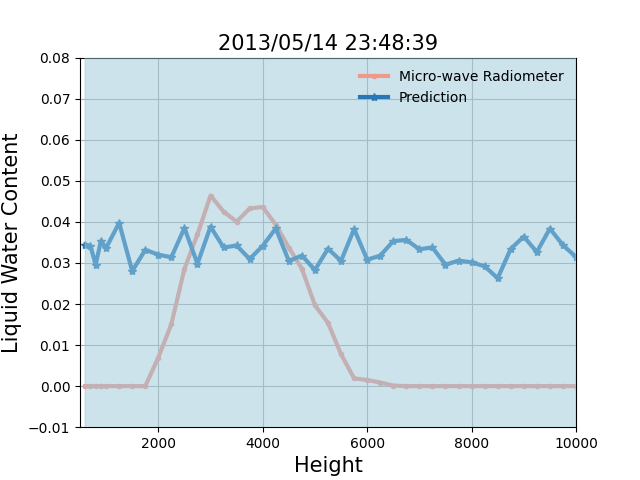 2013/05/14 23:48:39
Micro-wave Radiometer
Prediction
0.08
0.07
0.06
0.05
0.04
0.03
0.02
0.01
0.00
−0.01
Liquid Water Content
2000 4000 6000 8000 10000
Height